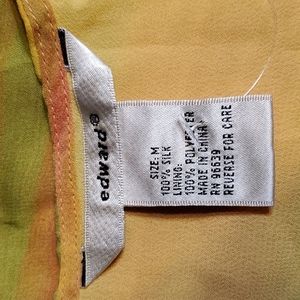 edward®
SIZE: M
100% SILK
LINING:
100% POLYESTER
MADE IN CHINA
RN 96639
REVERSE FOR CARE